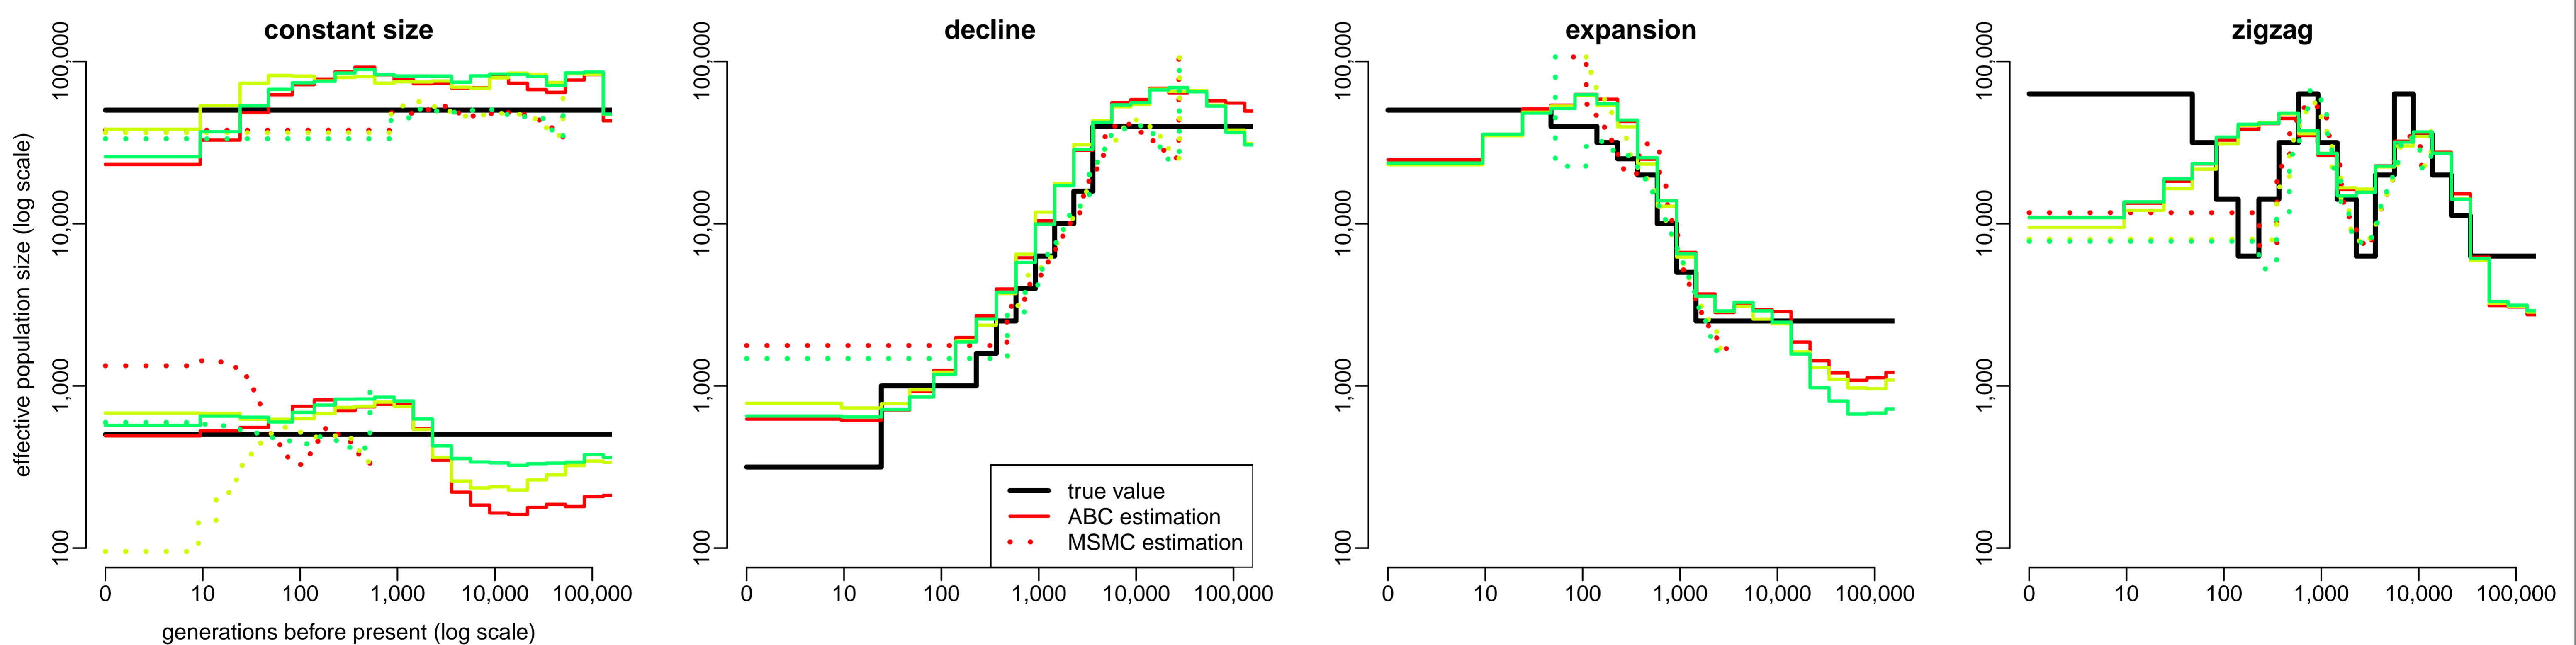 constant size
decline
expansion
zigzag
effective population size (log scale)
100,000
10,000
1,000
100
0 10 100 1,000 10,000 100,000
generations before present (log scale)
100,000
10,000
1,000
100
0 10 100 1,000 10,000 100,000
true value
ABC estimation
MSMC estimation
100,000
10,000
1,000
100
0 10 100 1,000 10,000 100,000
100,000
10,000
1,000
100
0 10 100 1,000 10,000 100,000